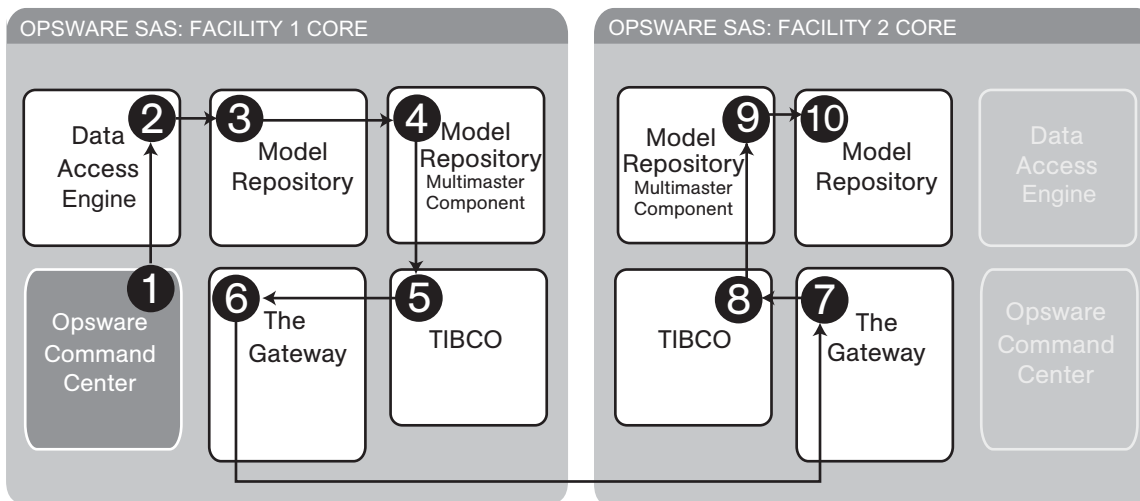 OPSWARE SAS: FACILITY 1 CORE
2
Data
Access
Engine
3
Model
Repository
4
Model
Repository
Multimaster
Component
1
Opsware
Command
Center
6
The
Gateway
5
TIBCO
OPSWARE SAS: FACILITY 2 CORE
9
Model
Repository
Multimaster
Component
10
Model
Repository
Data
Access
Engine
8
TIBCO
7
The
Gateway
Opsware
Command
Center